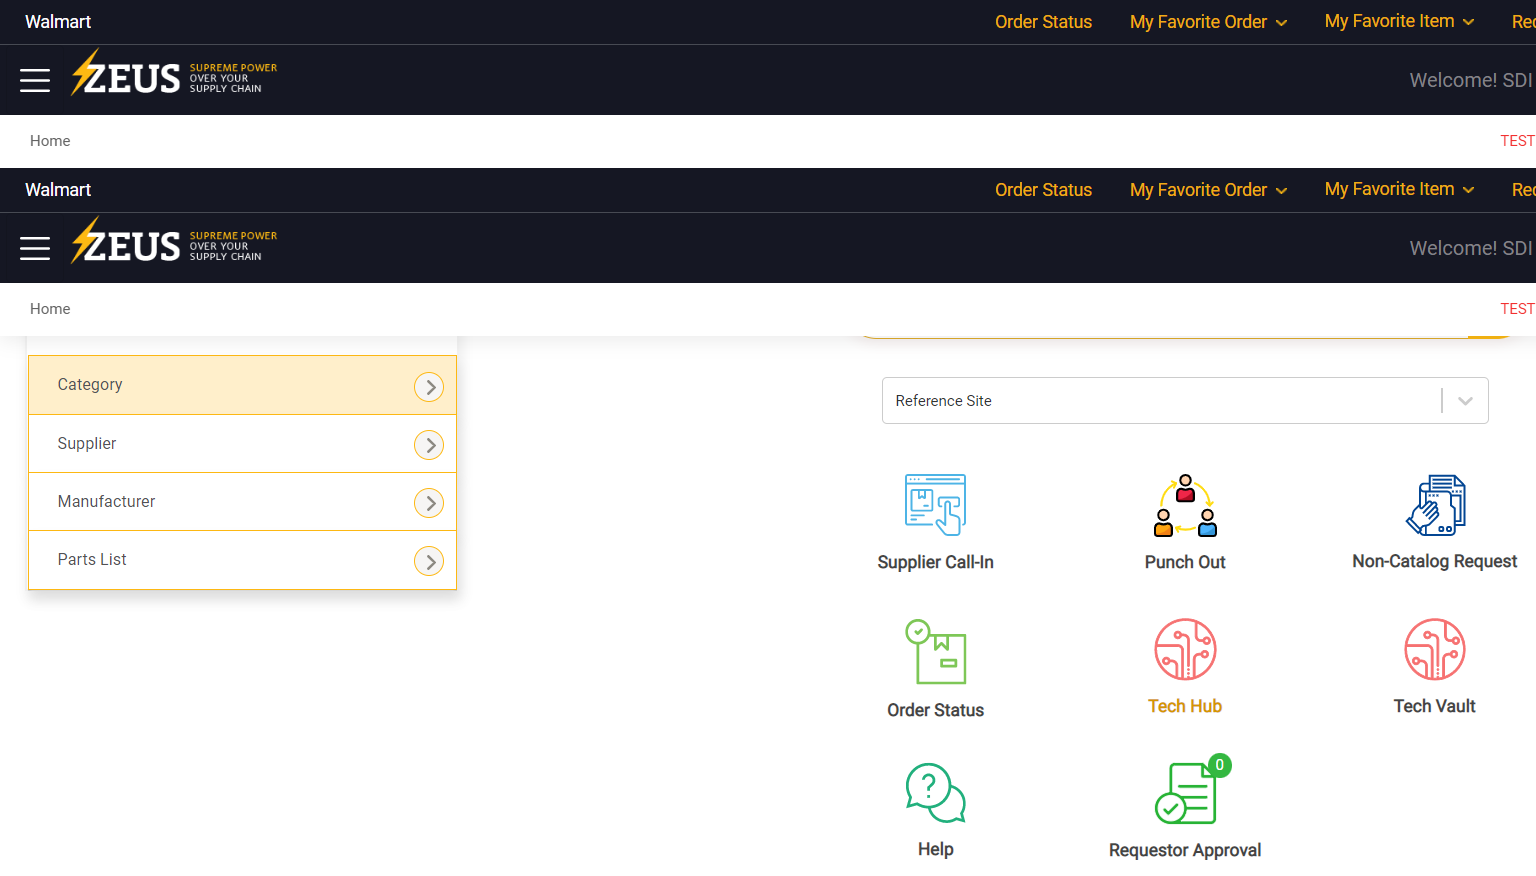 Walmart
Order Status My Favorite Order My Favorite Item
ZEUS SUPREME POWER
OVER YOUR
SUPPLY CHAIN
Welcome! SDI
Home TEST
Walmart
Order Status My Favorite Order My Favorite Item
ZEUS SUPREME POWER
OVER YOUR
SUPPLY CHAIN
Welcome! SDI
Home TEST
Category
Supplier
Manufacturer
Parts List
Reference Site
Supplier Call-In Punch Out Non-Catalog Request
Order Status Tech Hub Tech Vault
?
0
Help Requestor Approval